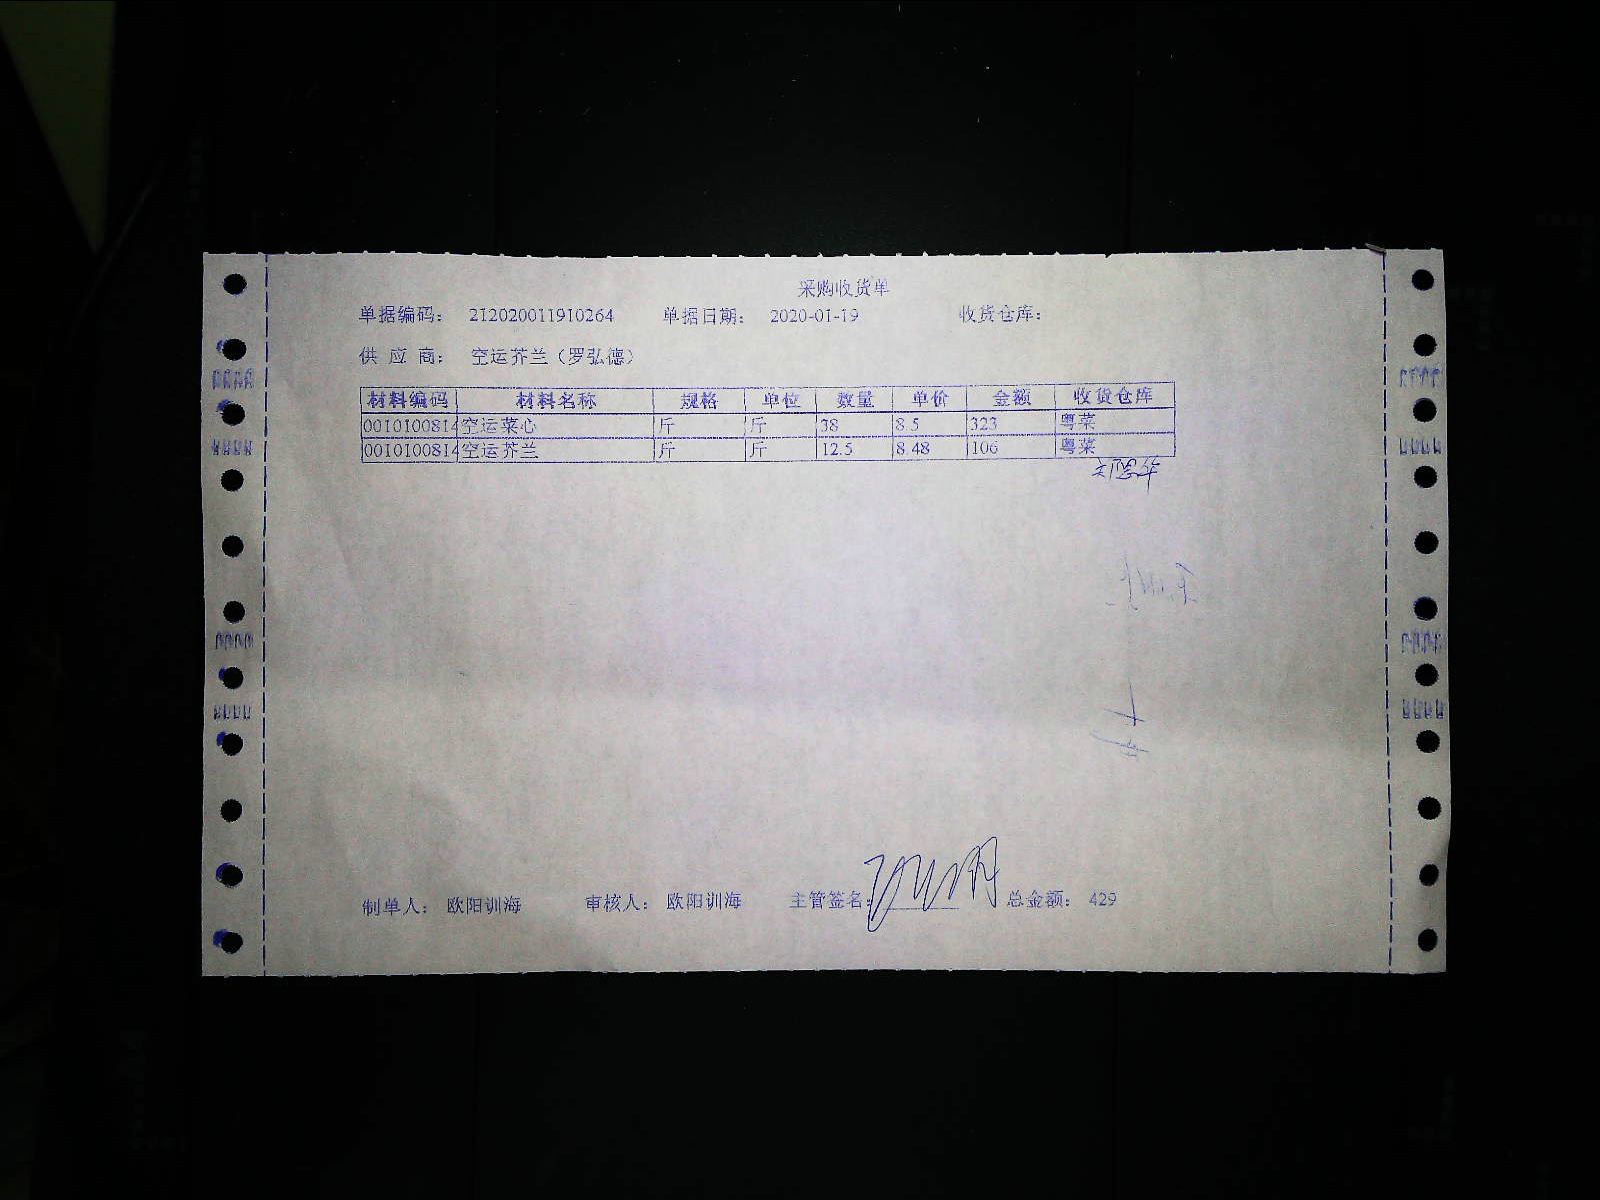 采购收货单
单据编码： 212020011910264 单据日期： 2020-01-19 收货仓库：
供 应 商： 空运芥兰（罗弘德）
材料编码 材料名称 规格 单位 数量 单价 金额 收货仓库
0010100814 空运菜心 斤 斤 38 8.5 323 粤菜
0010100814 空运芥兰 斤 斤 12.5 8.48 106 粤菜
制单人： 欧阳训海 审核人： 欧阳训海 主管签名： 总金额： 429